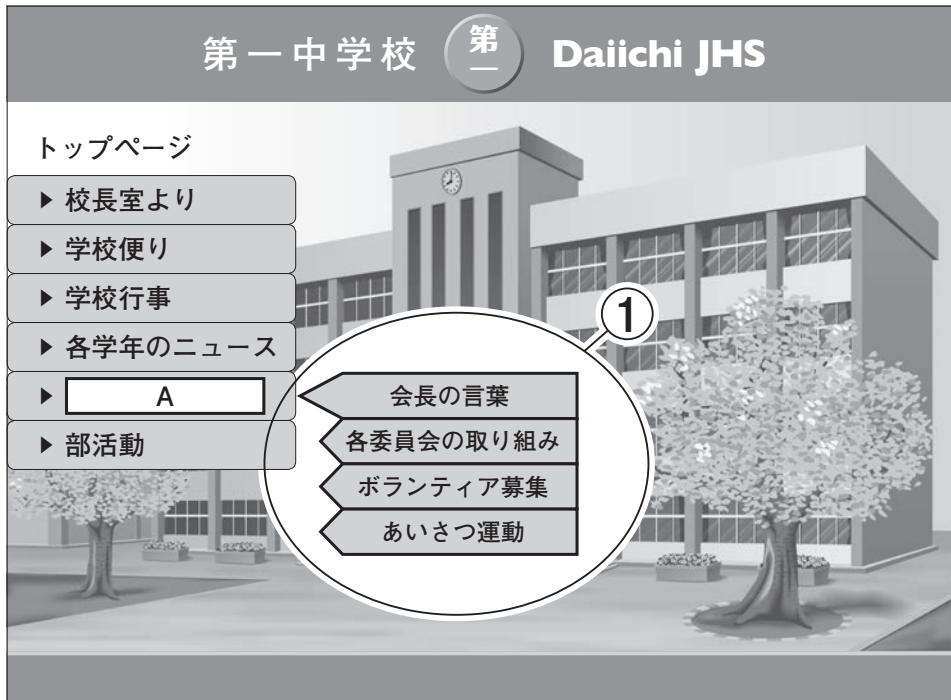 第一中学校 第一 Daiichi JHS
トップページ
▶ 校長室より
▶ 学校便り
▶ 学校行事
▶ 各学年のニュース
▶ A
▶ 部活動
①
会長の言葉
各委員会の取り組み
ボランティア募集
あいさつ運動